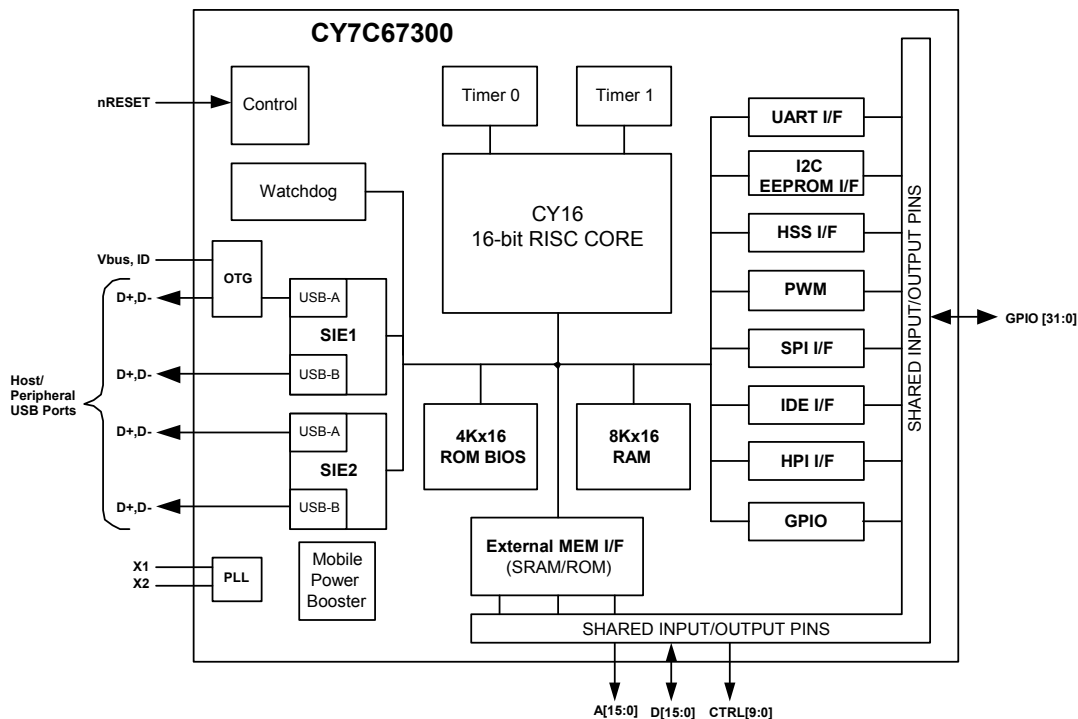 CY7C67300
nRESET
Control
Timer 0
Timer 1
UART I/F
I2C
EEPROM I/F
Watchdog
CY16
16-bit RISC CORE
HSS I/F
Vbus, ID
OTG
D+,D-
USB-A
SIE1
D+,D-
USB-B
PWM
SPI I/F
GPIO [31:0]
SHARED INPUT/OUTPUT PINS
Host/
Peripheral
USB Ports
D+,D-
USB-A
SIE2
D+,D-
USB-B
4Kx16
ROM BIOS
8Kx16
RAM
IDE I/F
HPI I/F
GPIO
External MEM I/F
(SRAM/ROM)
X1
X2
PLL
Mobile
Power
Booster
SHARED INPUT/OUTPUT PINS
A[15:0]
D[15:0]
CTRL[9:0]